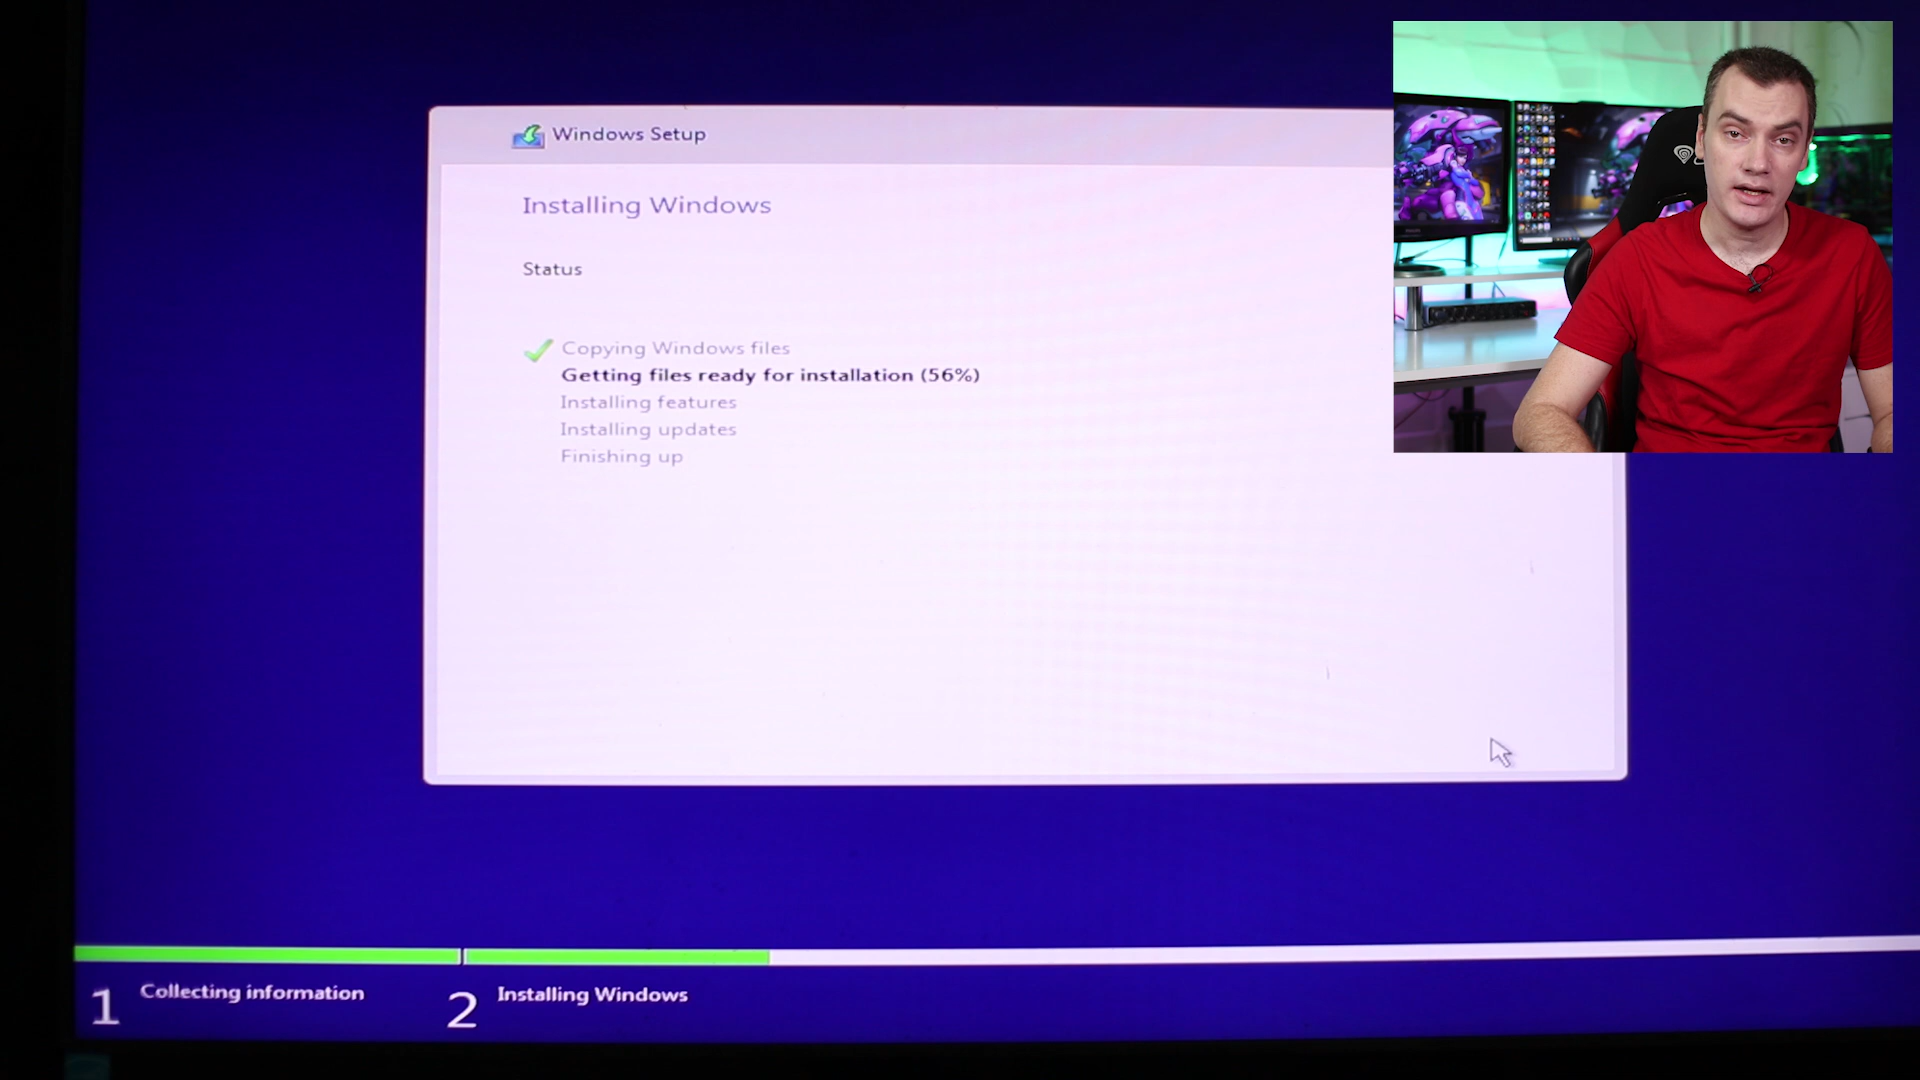 Windows Setup
Installing Windows
Status
Copying Windows files
Getting files ready for installation (56%)
Installing features
Installing updates
Finishing up
1 Collecting information
2 Installing Windows